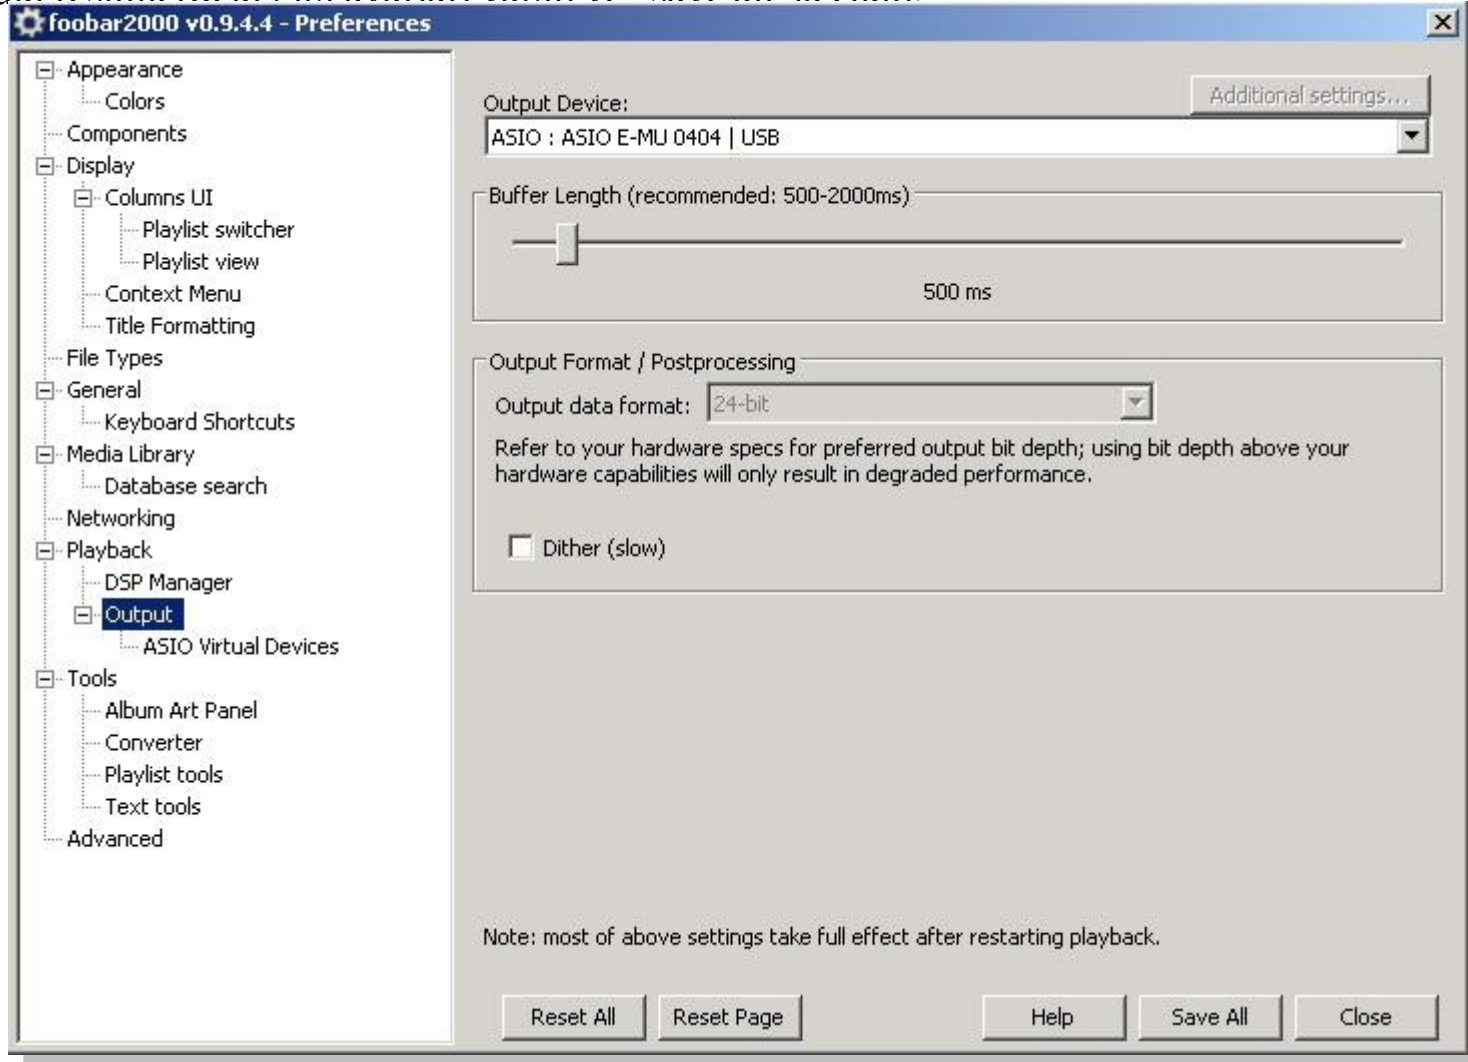 foobar2000 v0.9.4.4 - Preferences
Appearance
Colors
Components
Display
Columns UI
Playlist switcher
Playlist view
Context Menu
Title Formatting
File Types
General
Keyboard Shortcuts
Media Library
Database search
Networking
Playback
DSP Manager
Output
ASIO Virtual Devices
Tools
Album Art Panel
Converter
Playlist tools
Text tools
Advanced
Additional settings...
Output Device:
ASIO : ASIO E-MU 0404 | USB
Buffer Length (recommended: 500-2000ms)
500 ms
Output Format / Postprocessing
Output data format: 24-bit
Refer to your hardware specs for preferred output bit depth; using bit depth above your
hardware capabilities will only result in degraded performance.
Dither (slow)
Note: most of above settings take full effect after restarting playback.
Reset All Reset Page Help Save All Close